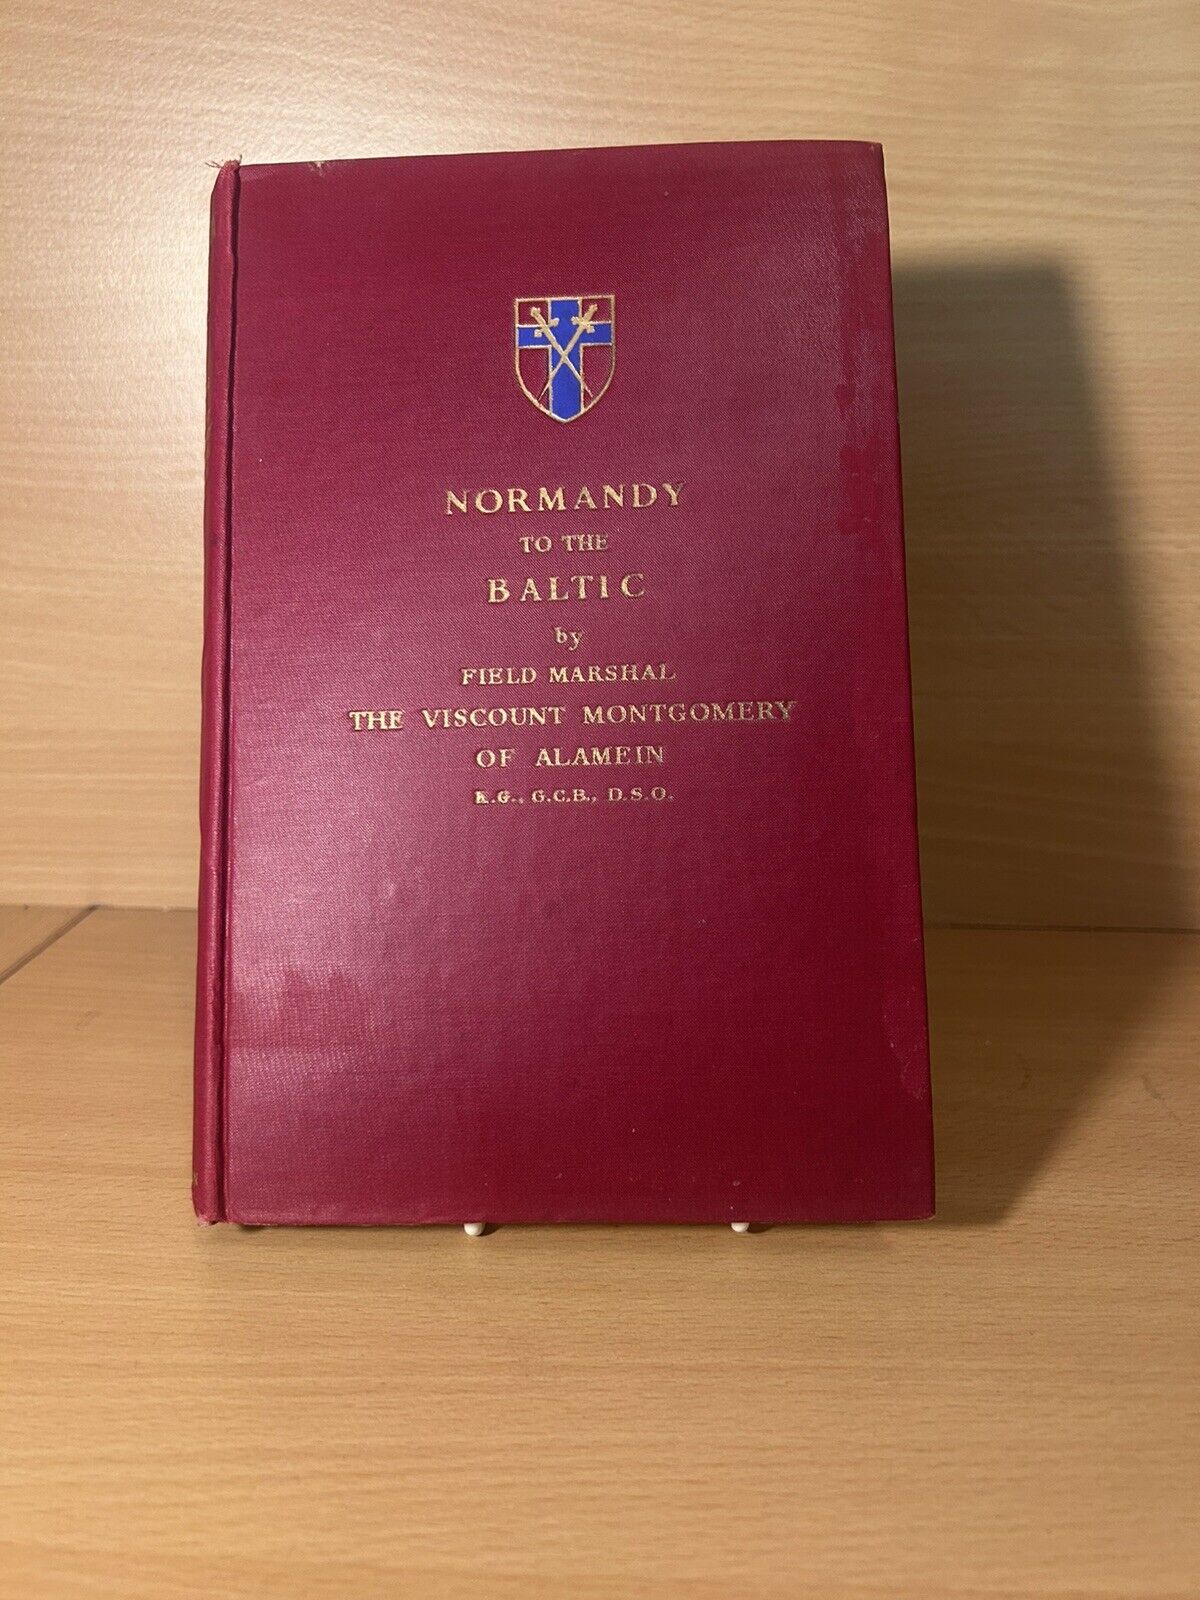 NORMANDY
TO THE
BALTIC
by
FIELD MARSHAL
THE VISCOUNT MONTGOMERY
OF ALAMEIN
K.G., G.C.B., D.S.O.